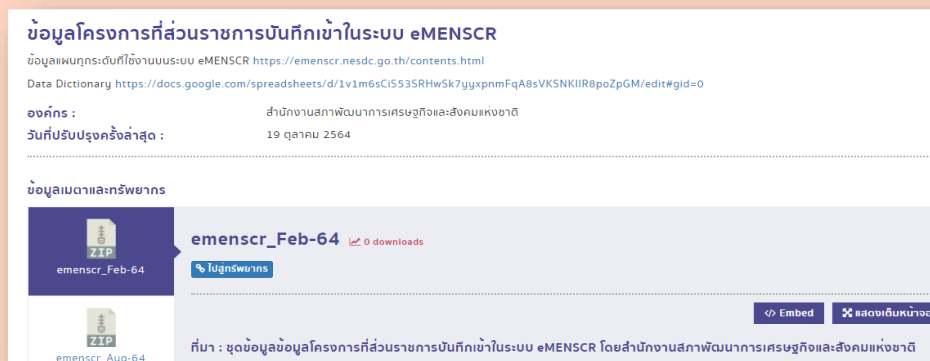 ข้อมูลโครงการที่ส่วนราชการบันทึกเข้าในระบบ eMENSCR
ข้อมูลแผนทุกระดับที่ใช้งานบนระบบ eMENSCR https://emenscr.nesdc.go.th/contents.html
Data Dictionary https://docs.google.com/spreadsheets/d/1v1m6sCiS53SRHwSk7yyxpnmFqA8sVKSNKIIR8poZpGM/edit#gid=0
องค์กร : สำนักงานสภาพัฒนาการเศรษฐกิจและสังคมแห่งชาติ
วันที่ปรับปรุงครั้งล่าสุด : 19 ตุลาคม 2564
ข้อมูลเมตาและทรัพยากร
ZIP
emenscr_Feb-64
emenscr_Feb-64 0 downloads
ไปสู่ทรัพยากร
</> Embed แสดงเต็มหน้าจอ
ZIP
emenscr_Aug-64
ที่มา : ชุดข้อมูลข้อมูลโครงการที่ส่วนราชการบันทึกเข้าในระบบ eMENSCR โดยสำนักงานสภาพัฒนาการเศรษฐกิจและสังคมแห่งชาติ